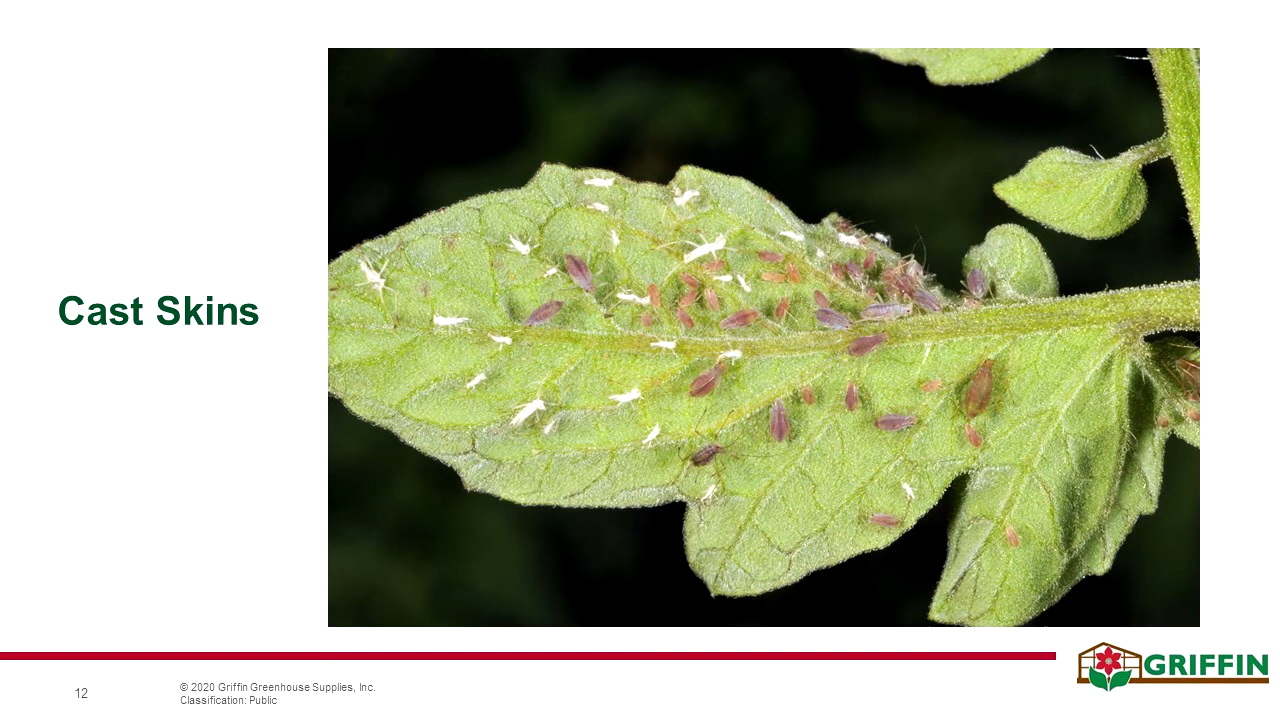 Cast Skins
12
© 2020 Griffin Greenhouse Supplies, Inc.
Classification: Public
GRIFFIN